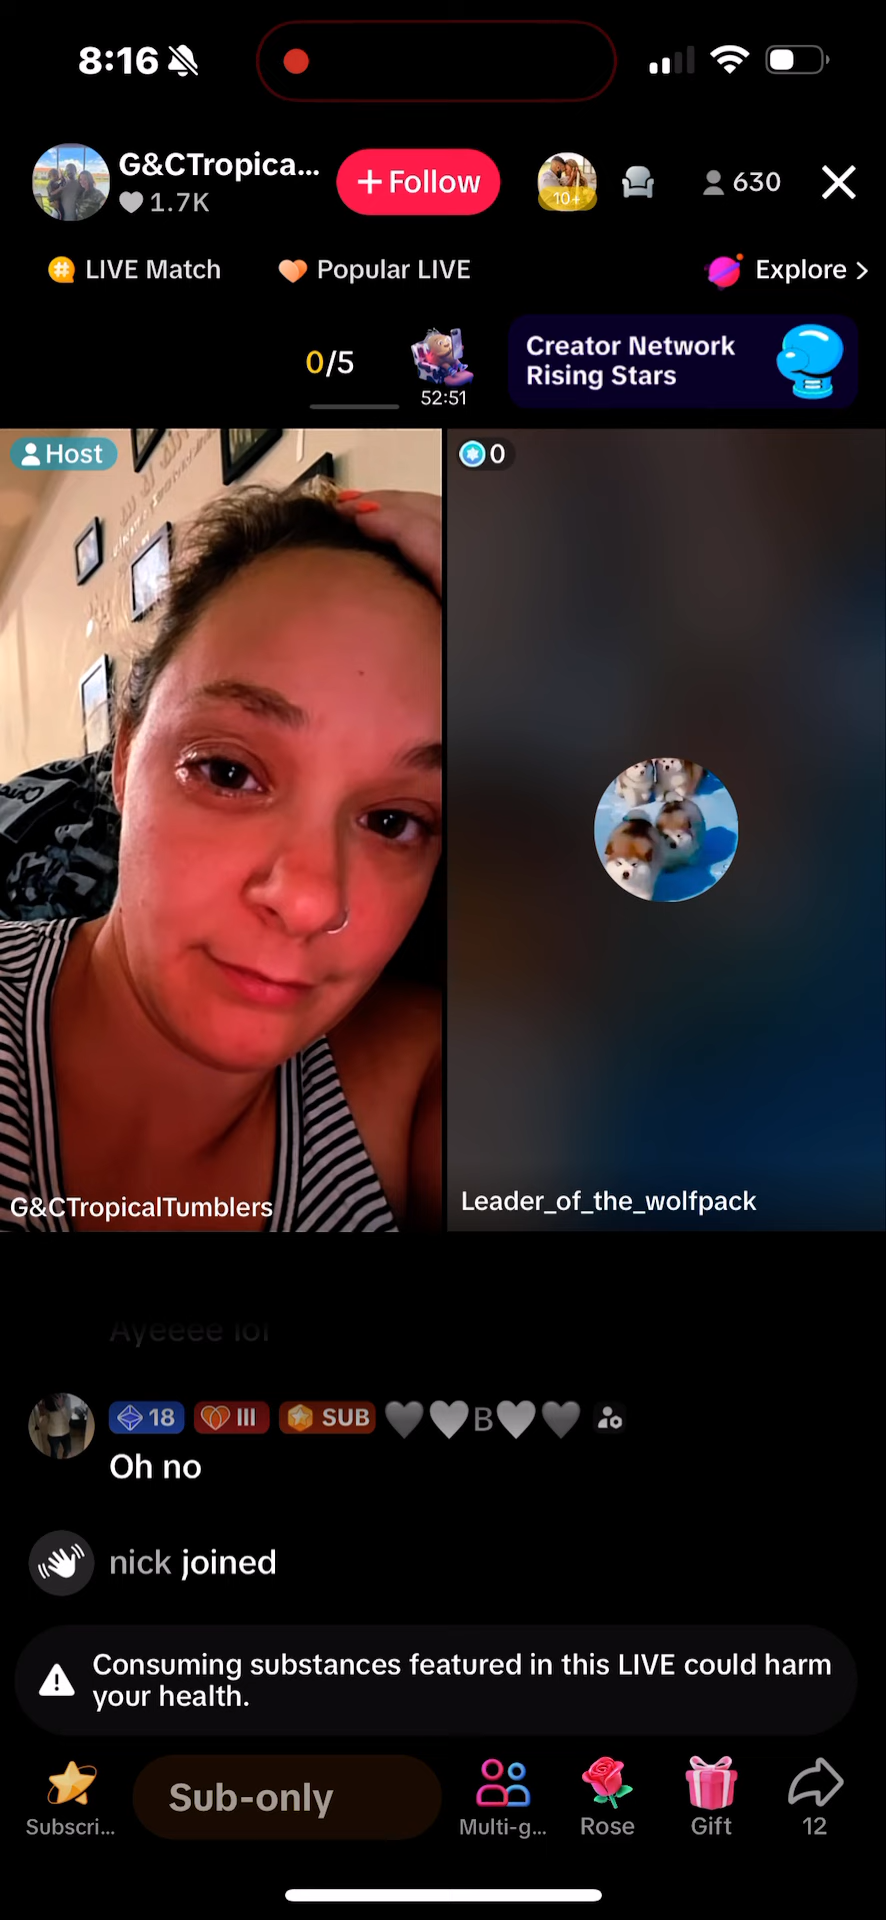 8:16
G&CTropica...
1.7K
+ Follow
10+
630
LIVE Match
Popular LIVE
Explore >
0/5
52:51
Creator Network
Rising Stars
Host
0
G&CTropicalTumblers
Leader_of_the_wolfpack
Ayeeee lol
18 III SUB 🩶🤍B🤍🩶
Oh no
nick joined
Consuming substances featured in this LIVE could harm
your health.
Sub-only
Subscri...
Multi-g...
Rose
Gift
12